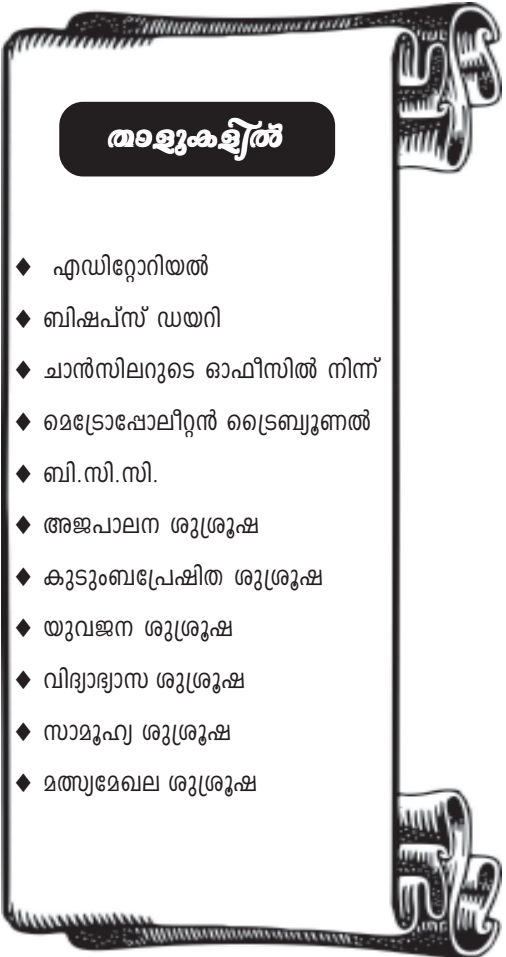 താളുകളിൽ
♦ എഡിറ്റോറിയൽ
♦ ബിഷപ്സ് ഡയറി
♦ ചാൻസിലറുടെ ഓഫീസിൽ നിന്ന്
♦ മെട്രോപ്പോലീറ്റൻ ട്രൈബ്യൂണൽ
♦ ബി.സി.സി.
♦ അജപാലന ശുശ്രൂഷ
♦ കുടുംബപ്രേഷിത ശുശ്രൂഷ
♦ യുവജന ശുശ്രൂഷ
♦ വിദ്യാഭ്യാസ ശുശ്രൂഷ
♦ സാമൂഹ്യ ശുശ്രൂഷ
♦ മത്സ്യമേഖല ശുശ്രൂഷ